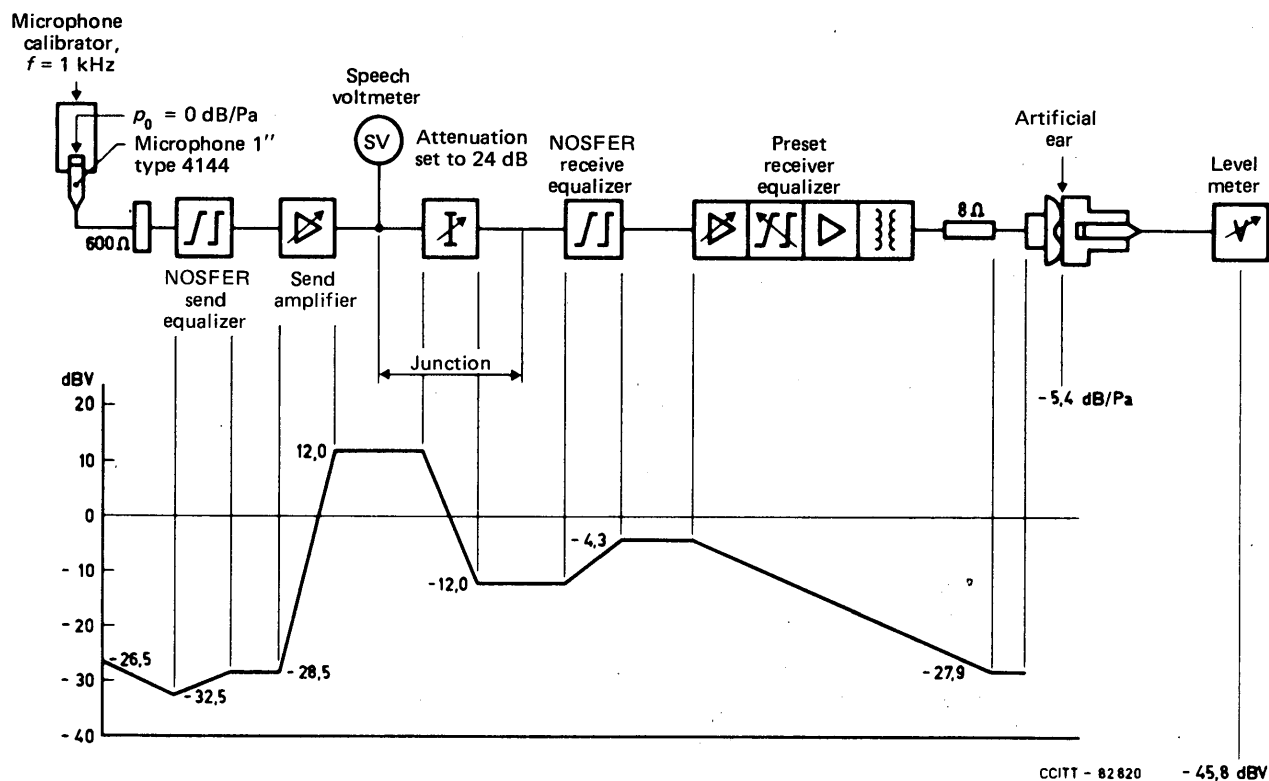 Microphone
calibrator,
f = 1 kHz
p0 = 0 dB/Pa
Microphone 1''
type 4144
600 Ω
NOSFER
send
equalizer
Send
amplifier
Speech
voltmeter
SV
Attenuation
set to 24 dB
Junction
NOSFER
receive
equalizer
Preset
receiver
equalizer
8 Ω
Artificial
ear
Level
meter
V
- 5,4 dB/Pa
dBV
20
10
0
- 10
- 20
- 30
- 40
- 26,5
- 32,5
- 28,5
12,0
- 12,0
- 4,3
- 27,9
CCITT - 82 820
- 45,8 dBV